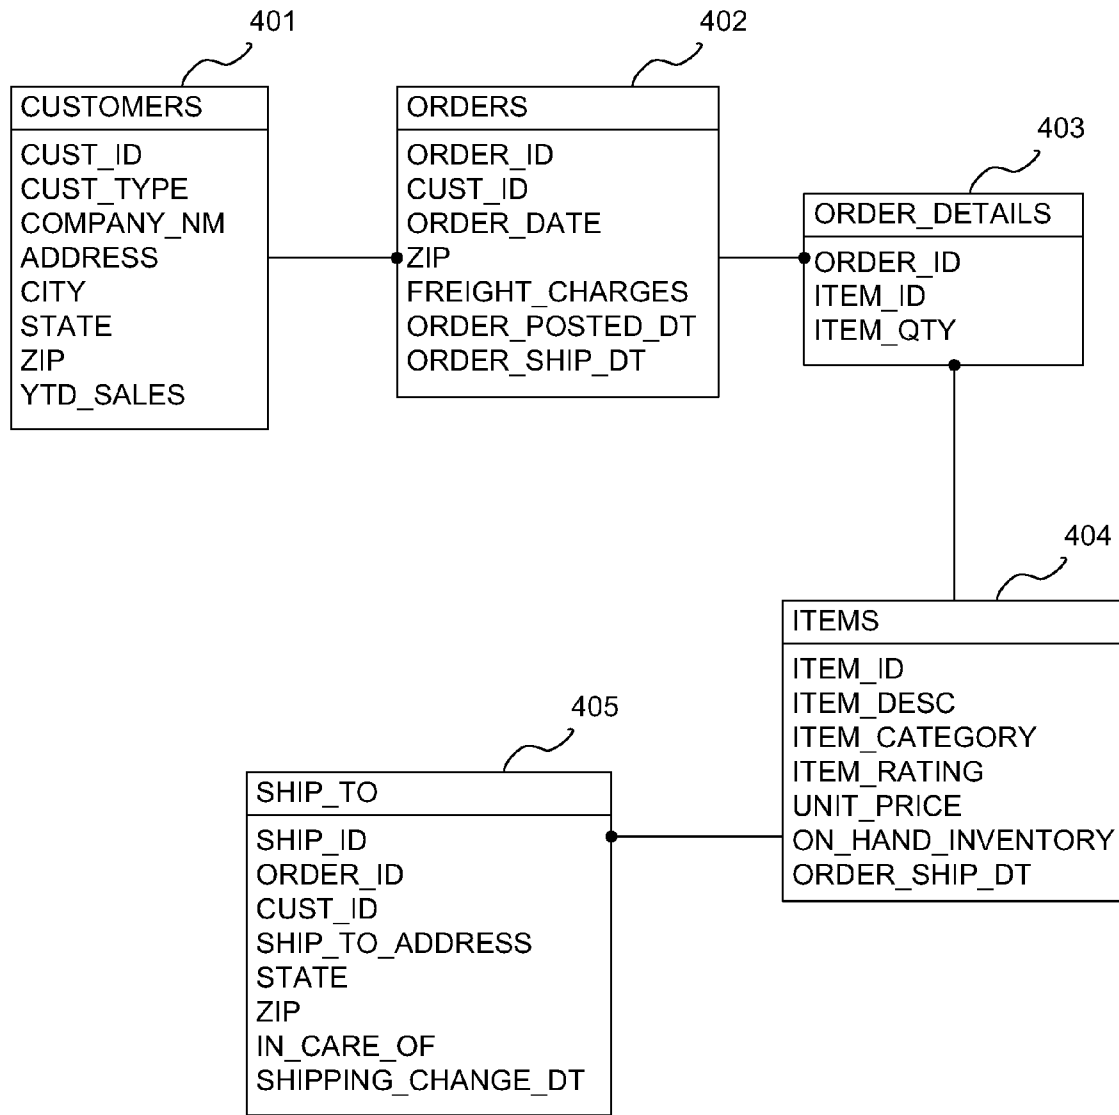 401
CUSTOMERS
CUST_ID
CUST_TYPE
COMPANY_NM
ADDRESS
CITY
STATE
ZIP
YTD_SALES
402
ORDERS
ORDER_ID
CUST_ID
ORDER_DATE
ZIP
FREIGHT_CHARGES
ORDER_POSTED_DT
ORDER_SHIP_DT
403
ORDER_DETAILS
ORDER_ID
ITEM_ID
ITEM_QTY
404
ITEMS
ITEM_ID
ITEM_DESC
ITEM_CATEGORY
ITEM_RATING
UNIT_PRICE
ON_HAND_INVENTORY
ORDER_SHIP_DT
405
SHIP_TO
SHIP_ID
ORDER_ID
CUST_ID
SHIP_TO_ADDRESS
STATE
ZIP
IN_CARE_OF
SHIPPING_CHANGE_DT